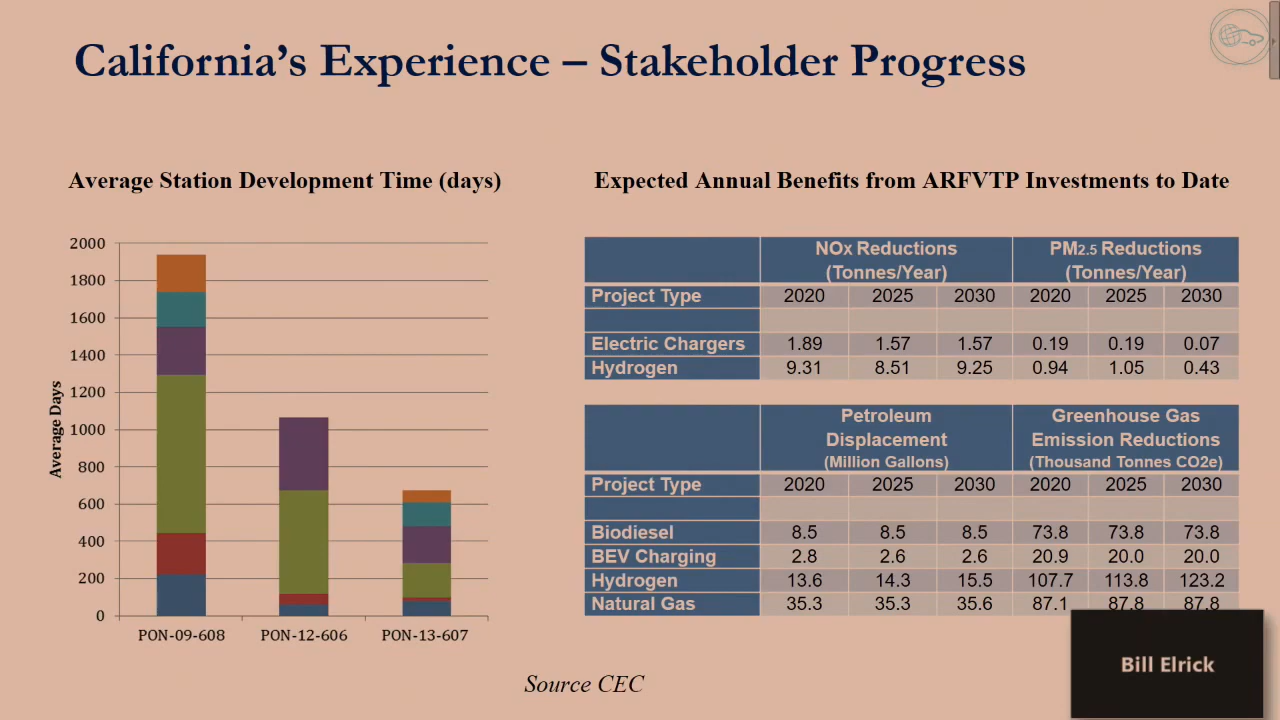 California's Experience – Stakeholder Progress
Average Station Development Time (days)
Average Days
2000
1800
1600
1400
1200
1000
800
600
400
200
0
PON-09-608 PON-12-606 PON-13-607
Expected Annual Benefits from ARFVTP Investments to Date
NOx Reductions PM2.5 Reductions
(Tonnes/Year) (Tonnes/Year)
Project Type 2020 2025 2030 2020 2025 2030
Electric Chargers 1.89 1.57 1.57 0.19 0.19 0.07
Hydrogen 9.31 8.51 9.25 0.94 1.05 0.43
Petroleum Greenhouse Gas
Displacement Emission Reductions
(Million Gallons) (Thousand Tonnes CO2e)
Project Type 2020 2025 2030 2020 2025 2030
Biodiesel 8.5 8.5 8.5 73.8 73.8 73.8
BEV Charging 2.8 2.6 2.6 20.9 20.0 20.0
Hydrogen 13.6 14.3 15.5 107.7 113.8 123.2
Natural Gas 35.3 35.3 35.6 87.1 87.8 87.8
Bill Elrick
Source CEC